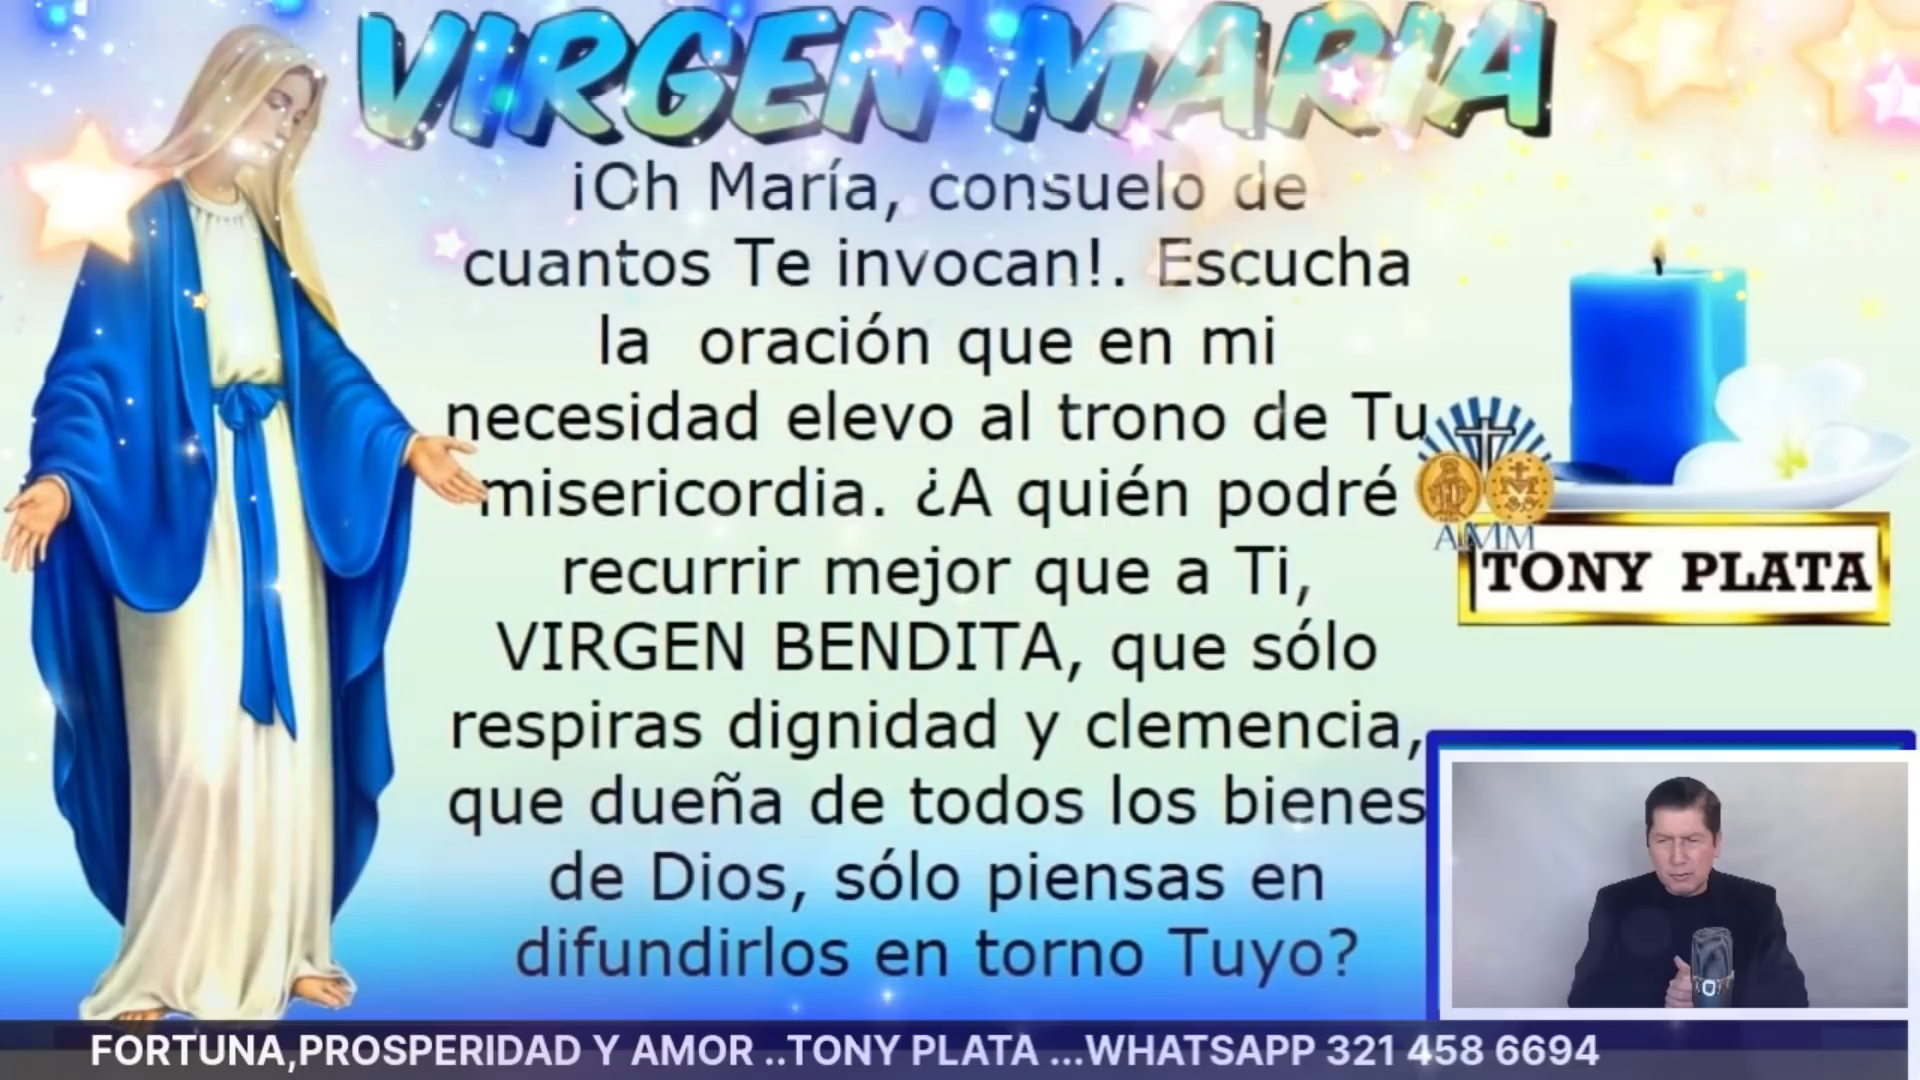 VIRGEN MARIA
¡Oh María, consuelo de
cuantos Te invocan!. Escucha
la oración que en mi
necesidad elevo al trono de Tu
misericordia. ¿A quién podré
recurrir mejor que a Ti,
VIRGEN BENDITA, que sólo
respiras dignidad y clemencia,
que dueña de todos los bienes
de Dios, sólo piensas en
difundirlos en torno Tuyo?
AMM
TONY PLATA
FORTUNA,PROSPERIDAD Y AMOR ..TONY PLATA ...WHATSAPP 321 458 6694